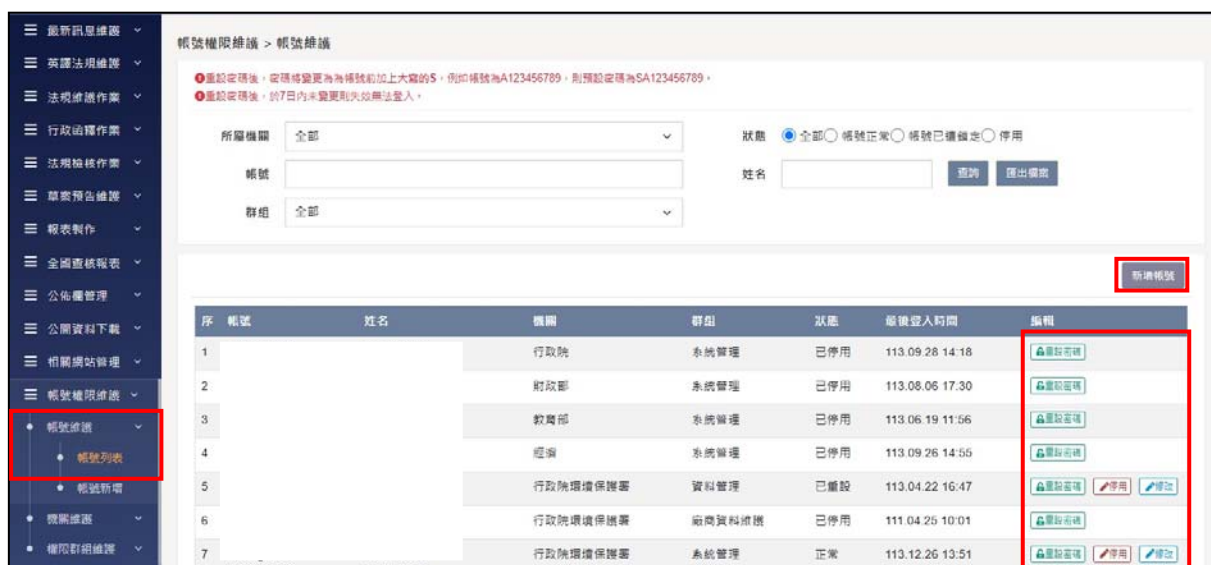 最新訊息維護
英譯法規維護
法規維護作業
行政函釋作業
法規檢核作業
草案預告維護
報表製作
全國查核報表
公佈欄管理
公開資料下載
相關網站管理
帳號權限維護
帳號維護
帳號列表
帳號新增
機關維護
權限群組維護
帳號權限維護 > 帳號維護
重設密碼後，密碼將變更為為帳號前加上大寫的S，例如帳號為A123456789，則預設密碼為SA123456789。
重設密碼後，於7日內未變更則失效無法登入。
所屬機關 全部 狀態 全部 帳號正常 帳號已遭鎖定 停用
帳號 姓名 查詢 匯出檔案
群組 全部
新增帳號
序 帳號 姓名 機關 群組 狀態 最後登入時間 編輯
1 行政院 系統管理 已停用 113.09.28 14:18 重設密碼
2 財政部 系統管理 已停用 113.08.06 17:30 重設密碼
3 教育部 系統管理 已停用 113.06.19 11:56 重設密碼
4 經濟 系統管理 已停用 113.09.26 14:55 重設密碼
5 行政院環境保護署 資料管理 已重設 113.04.22 16:47 重設密碼 停用 修改
6 行政院環境保護署 廠商資料維護 已停用 111.04.25 10:01 重設密碼
7 行政院環境保護署 系統管理 正常 113.12.26 13:51 重設密碼 停用 修改